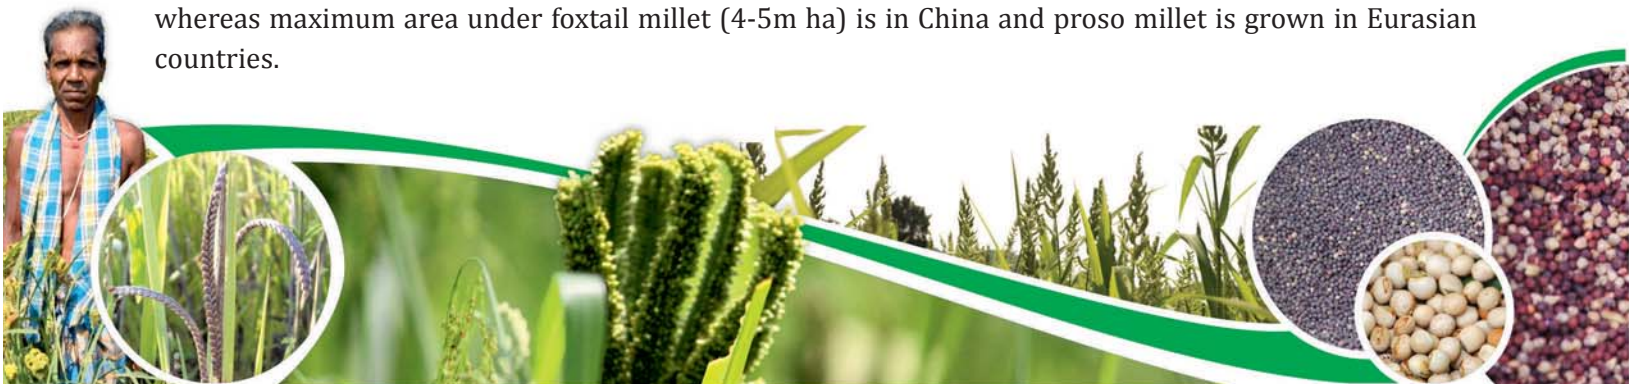 whereas maximum area under foxtail millet (4-5m ha) is in China and proso millet is grown in Eurasian
countries.